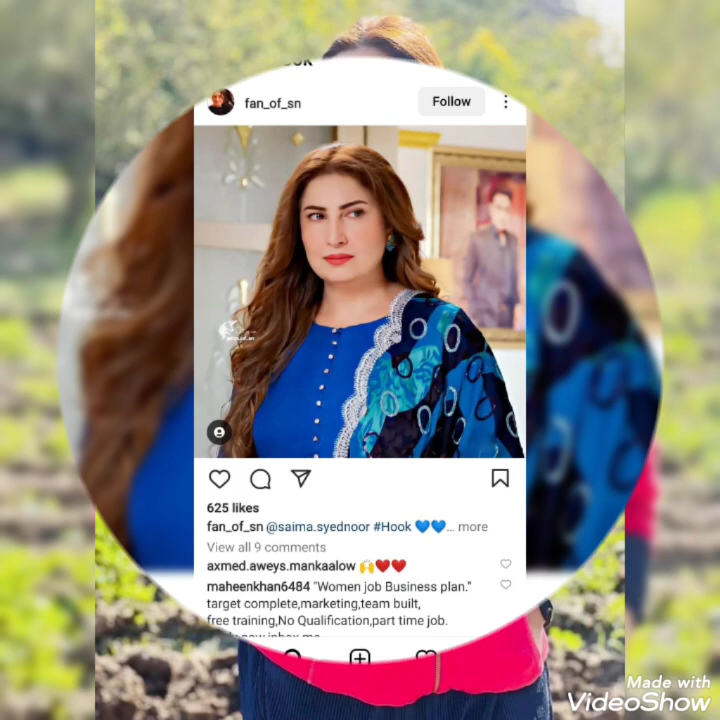 fan_of_sn
Follow
625 likes
fan_of_sn @saima.syednoor #Hook 💙💙... more
View all 9 comments
axmed.aweys.mankaalow 🙌❤️❤️
maheenkhan6484 "Women job Business plan."
target complete,marketing,team built,
free training,No Qualification,part time job.
Made with
VideoShow